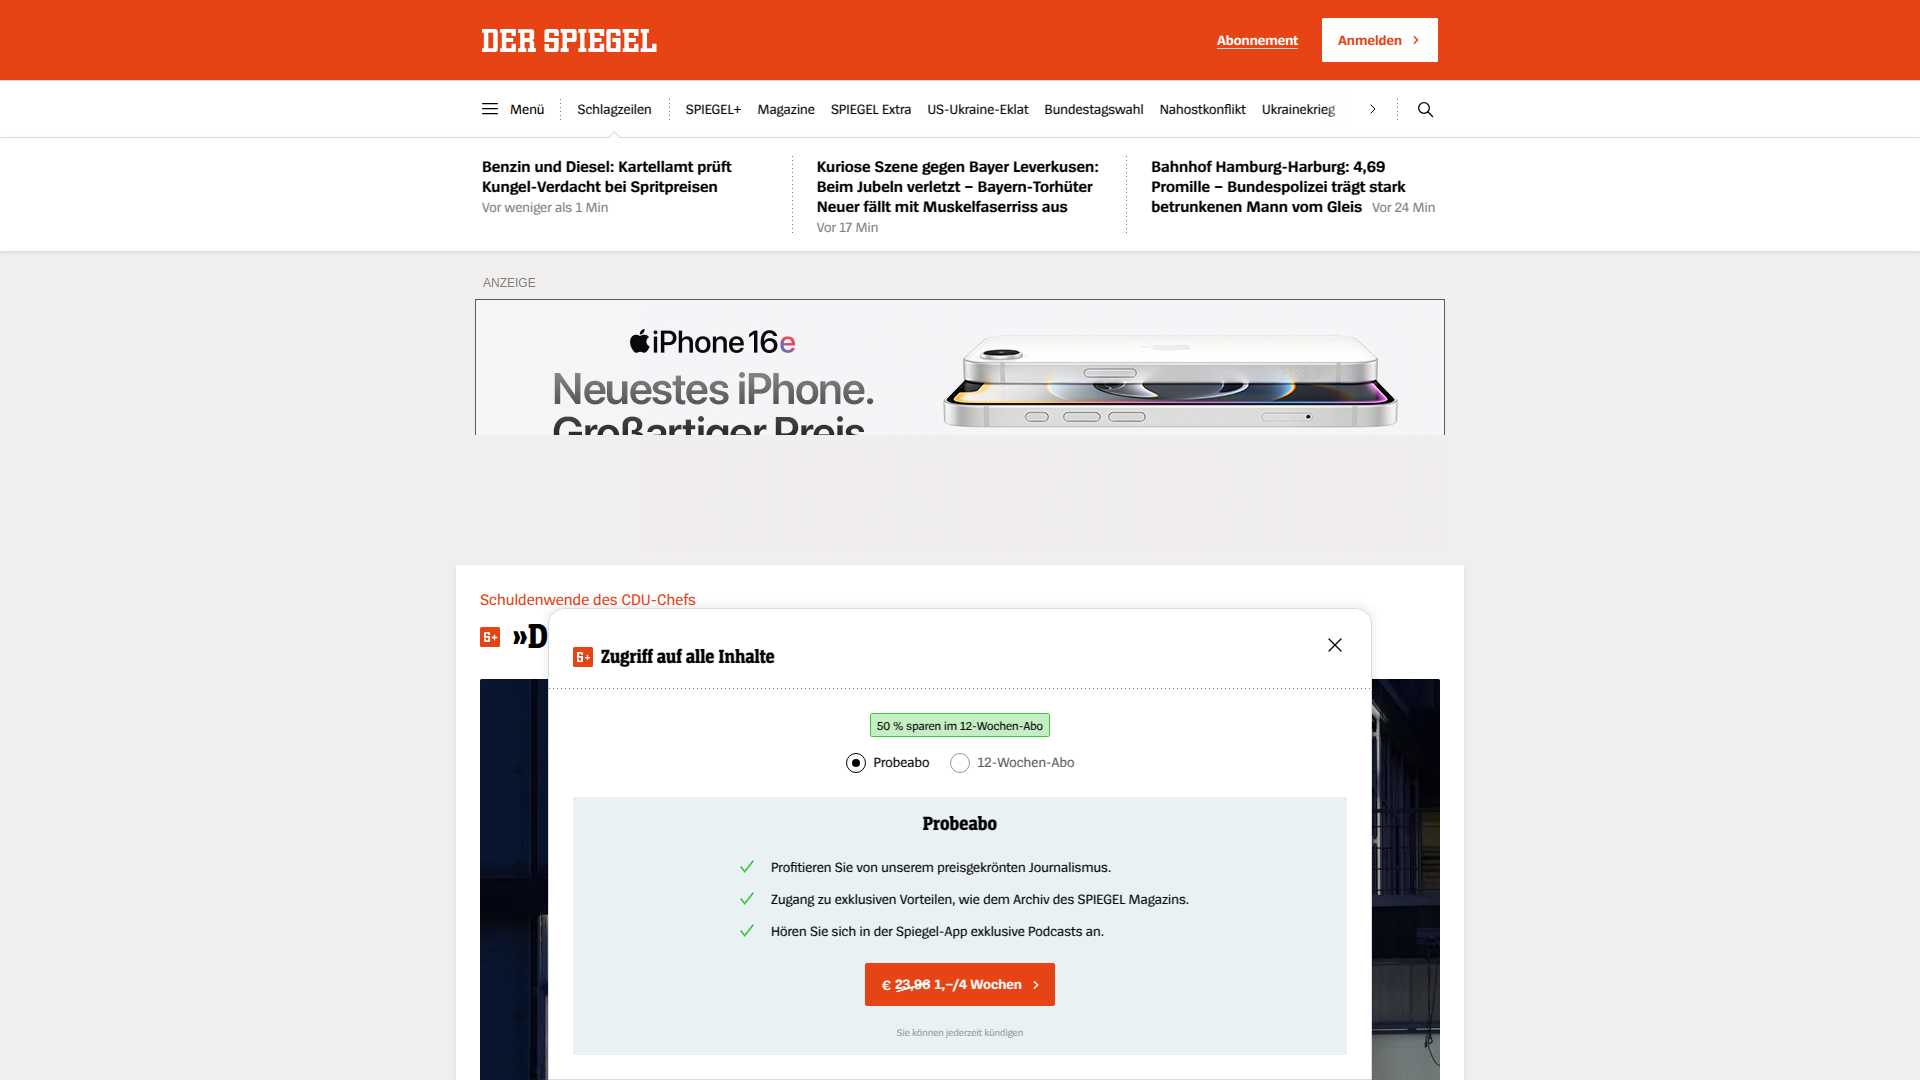 DER SPIEGEL
Abonnement
Anmelden
Menü
Schlagzeilen
SPIEGEL+
Magazine
SPIEGEL Extra
US-Ukraine-Eklat
Bundestagswahl
Nahostkonflikt
Ukrainekrieg
Benzin und Diesel: Kartellamt prüft
Kungel-Verdacht bei Spritpreisen
Vor weniger als 1 Min
Kuriose Szene gegen Bayer Leverkusen:
Beim Jubeln verletzt – Bayern-Torhüter
Neuer fällt mit Muskelfaserriss aus
Vor 17 Min
Bahnhof Hamburg-Harburg: 4,69
Promille – Bundespolizei trägt stark
betrunkenen Mann vom Gleis Vor 24 Min
ANZEIGE
iPhone 16e
Neuestes iPhone.
Großartiger Preis
Schuldenwende des CDU-Chefs
S+ »D
S+ Zugriff auf alle Inhalte
50 % sparen im 12-Wochen-Abo
Probeabo
12-Wochen-Abo
Probeabo
Profitieren Sie von unserem preisgekrönten Journalismus.
Zugang zu exklusiven Vorteilen, wie dem Archiv des SPIEGEL Magazins.
Hören Sie sich in der Spiegel-App exklusive Podcasts an.
€ 23,96 1,–/4 Wochen
Sie können jederzeit kündigen